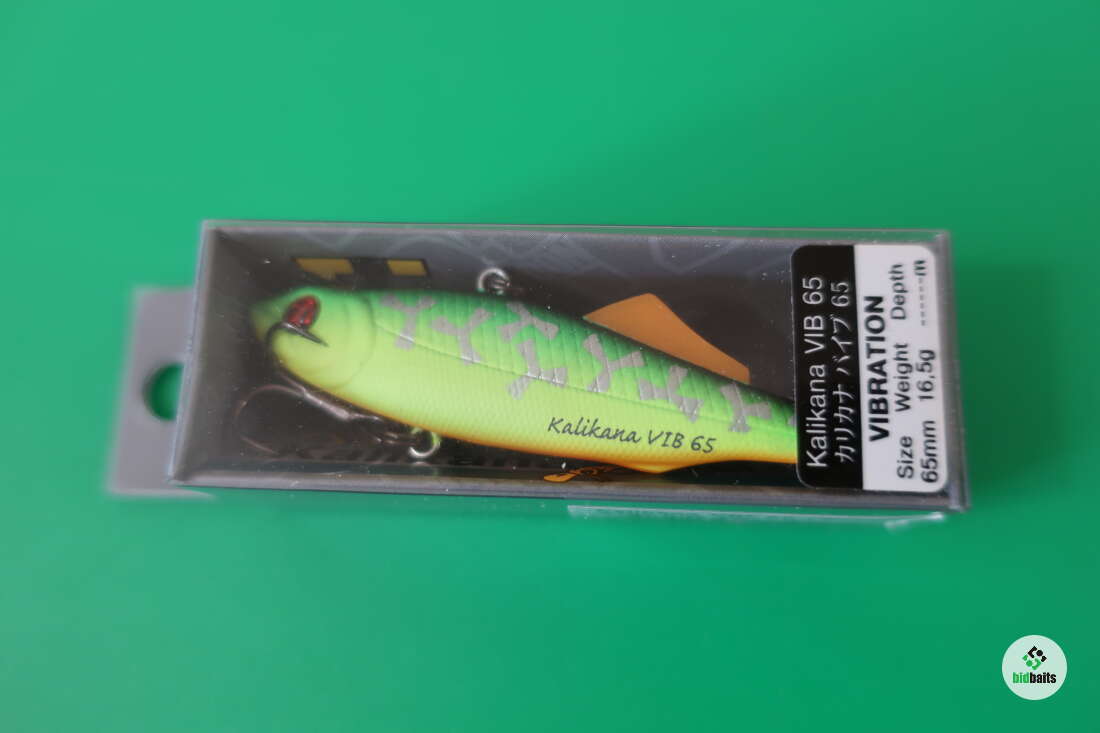 Kalikana VIB 65
Kalikana VIB 65
カリカナ バイブ 65
VIBRATION
Size Weight Depth
65mm 16,5g ------m
bidbaits